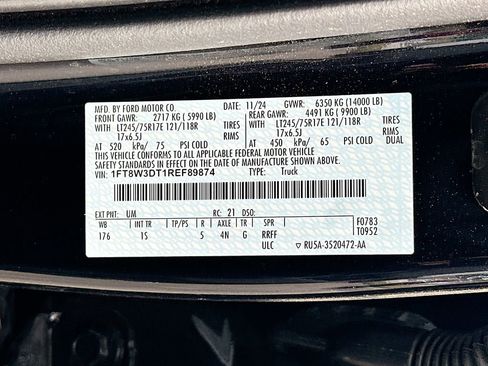 MFD. BY FORD MOTOR CO. 11/24 GVWR: 6350 KG (14000 LB)
FRONT GAWR: 2717 KG ( 5990 LB) REAR GAWR: 4491 KG ( 9900 LB)
WITH LT245/75R17E 121/118R TIRES WITH LT245/75R17E 121/118R TIRES
17x6.5J RIMS 17x6.5J RIMS
AT 520 kPa/ 75 PSI COLD AT 450 kPa/ 65 PSI COLD DUAL
THIS VEHICLE CONFORMS TO ALL APPLICABLE FEDERAL MOTOR VEHICLE
SAFETY STANDARDS IN EFFECT ON THE DATE OF MANUFACTURE SHOWN ABOVE.
VIN: 1FT8W3DT1REF89874 TYPE: Truck
EXT PNT: UM RC: 21 DSO: F0783
WB INT TR TP/PS R AXLE TR SPR T0952
176 1S 5 4N G RRFF
ULC ▽ RU5A-3520472-AA